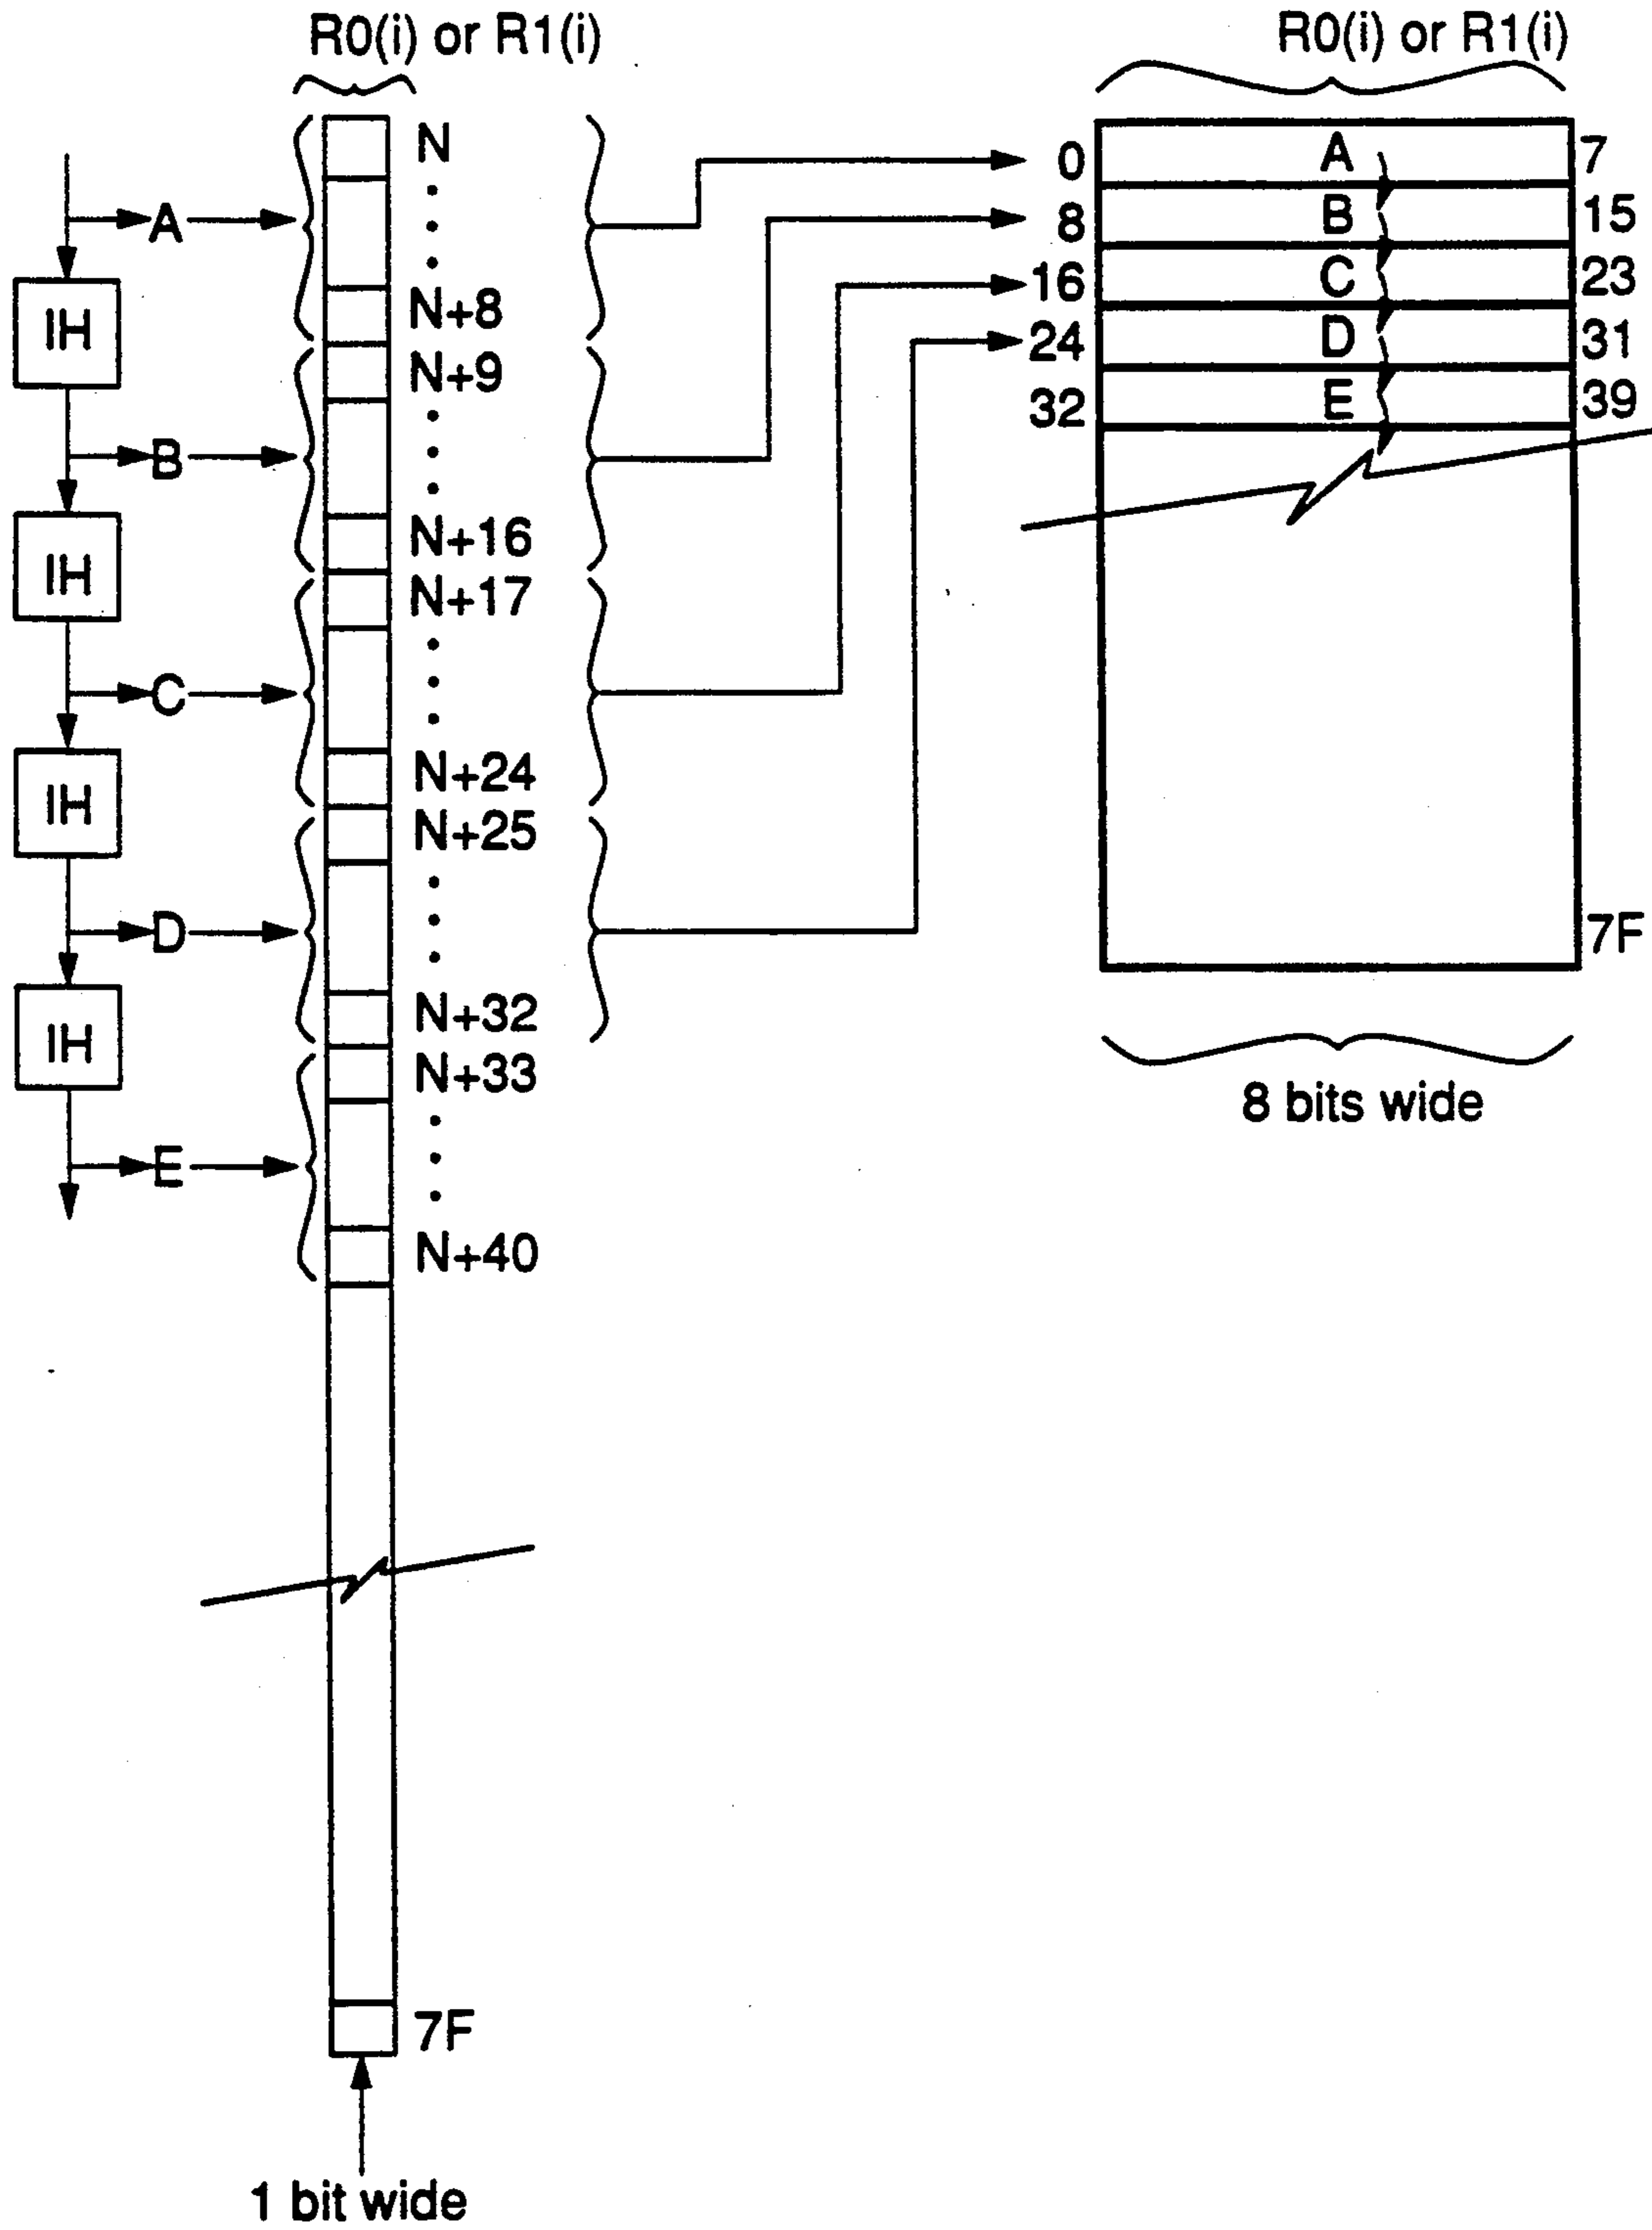 R0(i) or R1(i)
N
A
N+8
IH
N+9
B
N+16
IH
N+17
C
N+24
IH
N+25
D
N+32
IH
N+33
E
N+40
7F
1 bit wide
R0(i) or R1(i)
0 A 7
8 B 15
16 C 23
24 D 31
32 E 39
7F
8 bits wide